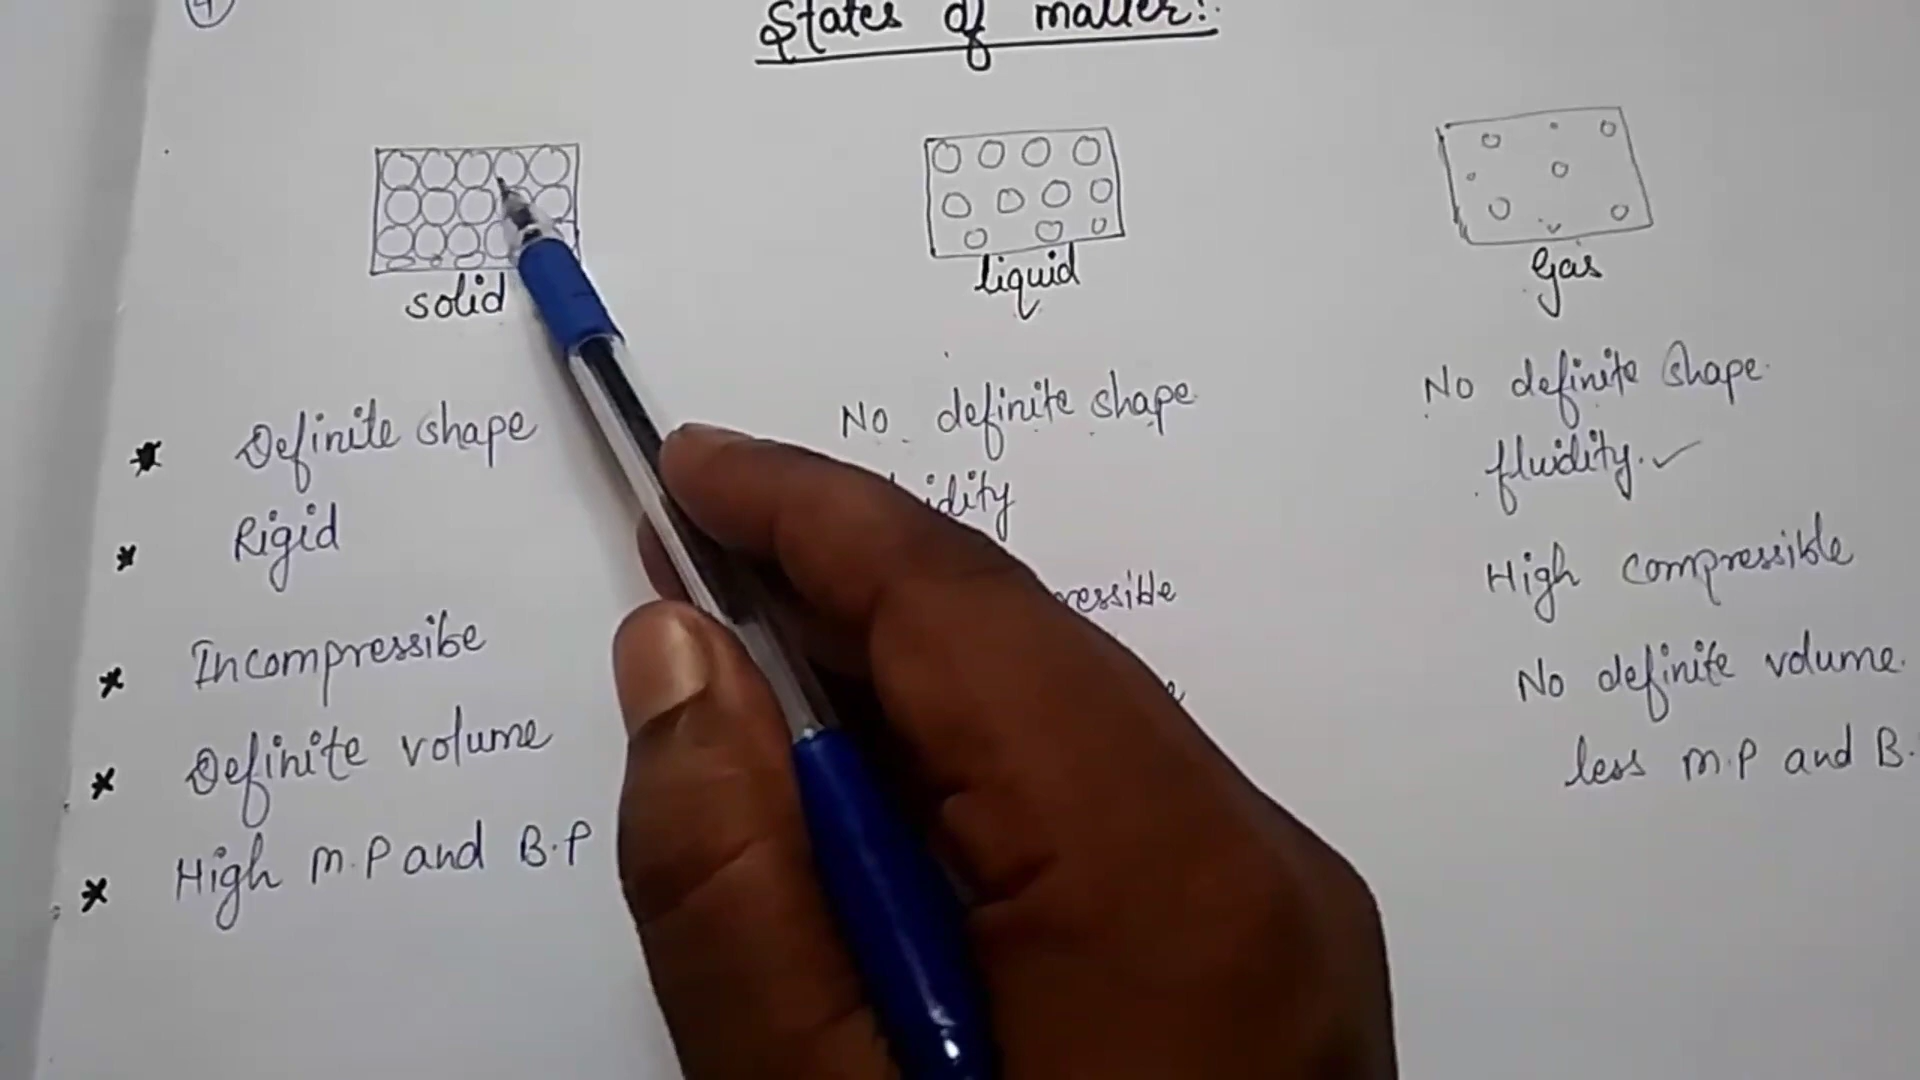 States of matter:
solid
liquid
Gas
Definite shape
No definite shape
No definite shape
Rigid
fluidity.
Incompressibe
High compressible
Definite volume
No definite volume.
High M.P and B.P
less M.P and B.